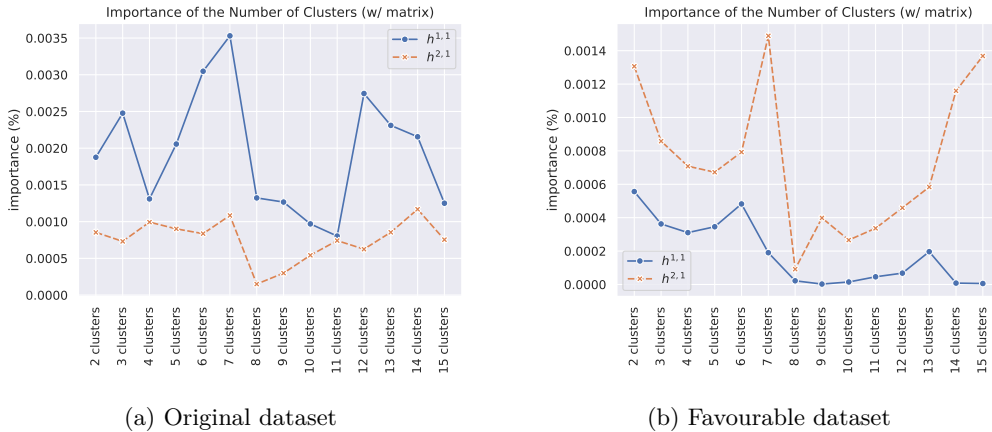 Importance of the Number of Clusters (w/ matrix)
importance (%)
0.0035
0.0030
0.0025
0.0020
0.0015
0.0010
0.0005
0.0000
h^{1,1}
h^{2,1}
2 clusters
3 clusters
4 clusters
5 clusters
6 clusters
7 clusters
8 clusters
9 clusters
10 clusters
11 clusters
12 clusters
13 clusters
14 clusters
15 clusters
(a) Original dataset
Importance of the Number of Clusters (w/ matrix)
importance (%)
0.0014
0.0012
0.0010
0.0008
0.0006
0.0004
0.0002
0.0000
h^{1,1}
h^{2,1}
2 clusters
3 clusters
4 clusters
5 clusters
6 clusters
7 clusters
8 clusters
9 clusters
10 clusters
11 clusters
12 clusters
13 clusters
14 clusters
15 clusters
(b) Favourable dataset